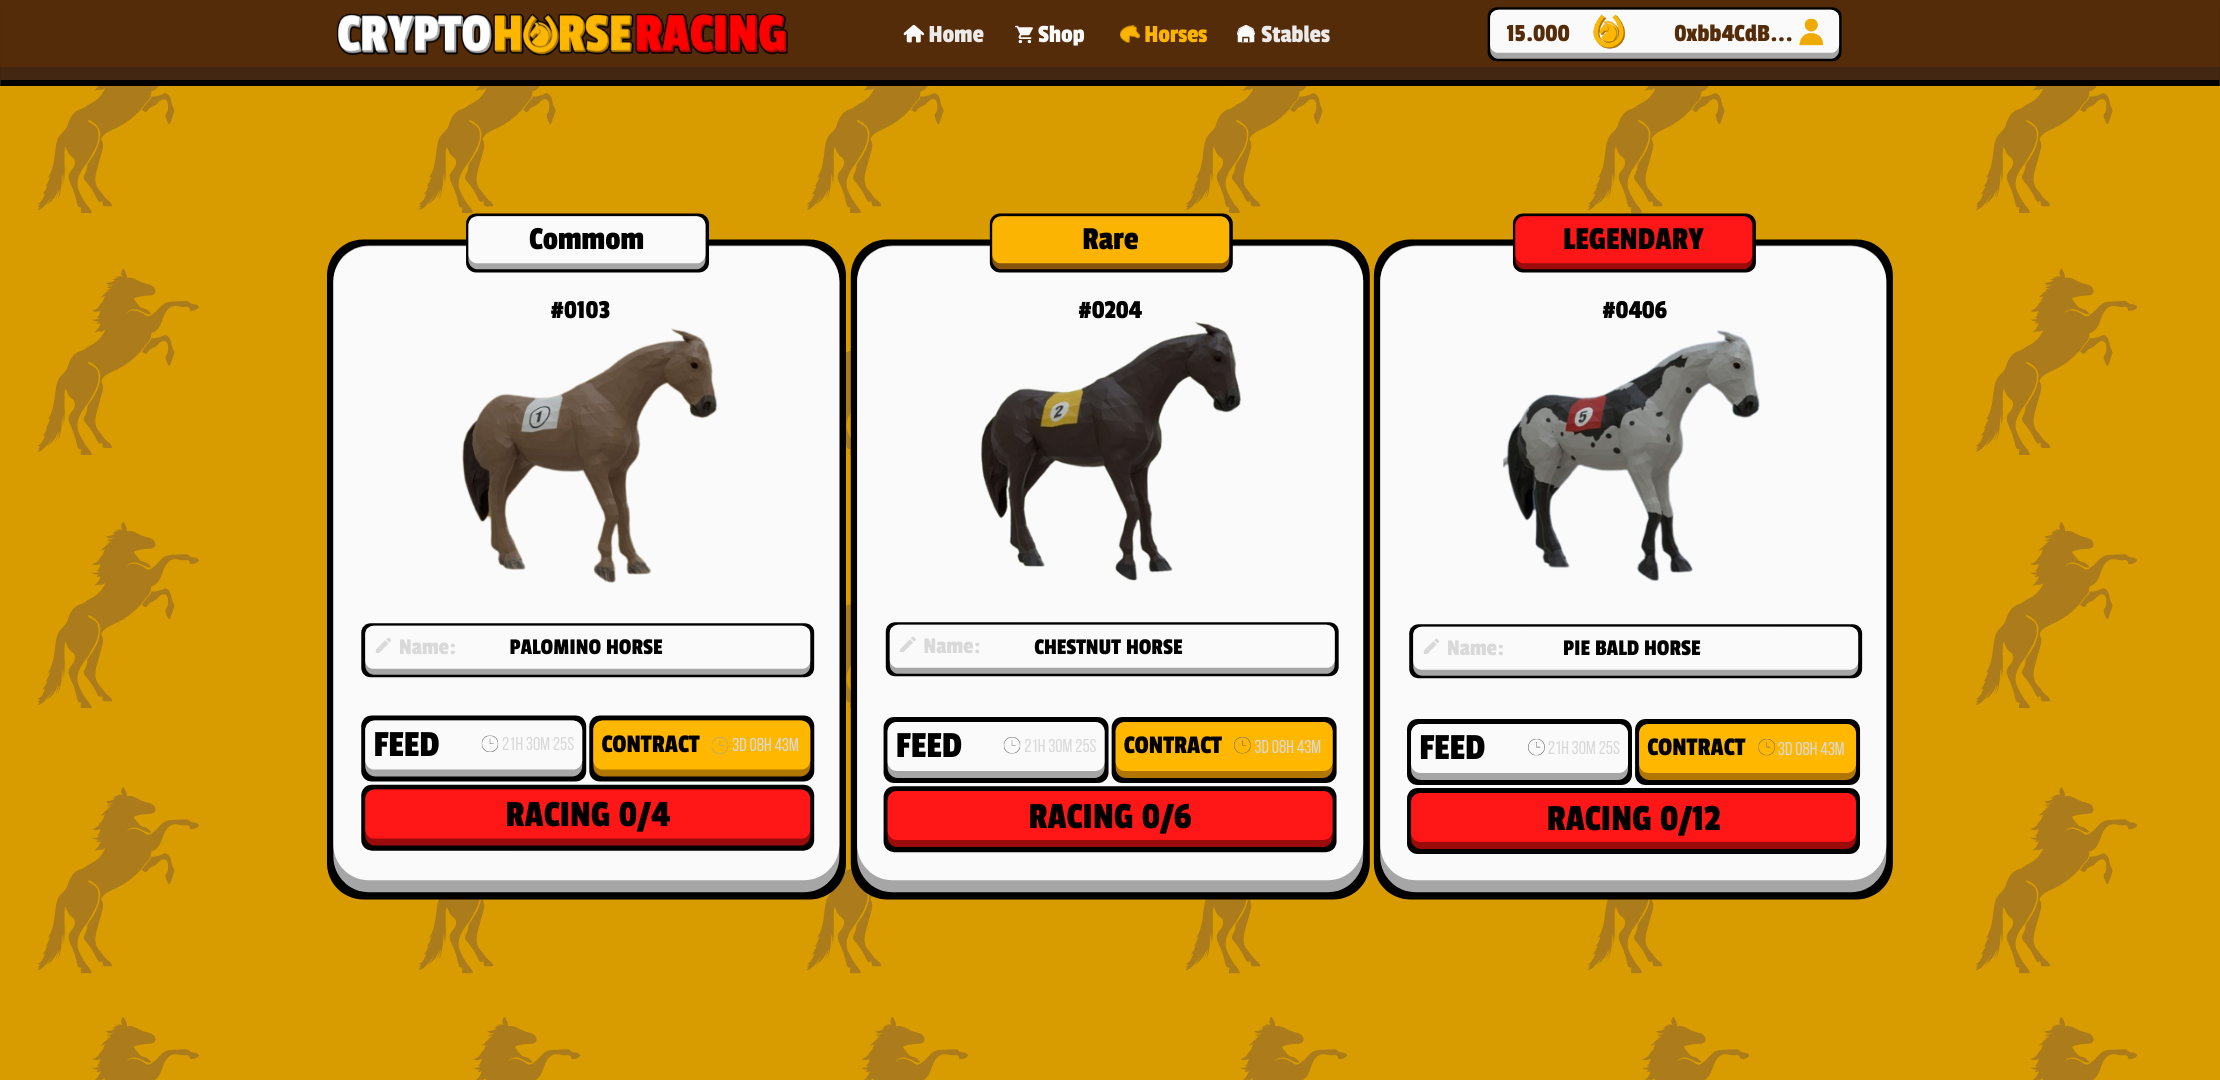 CRYPTOHORSERACING
Home Shop Horses Stables 15.000 0xbb4CdB...
Commom
#0103
1
Name: PALOMINO HORSE
FEED 21H 30M 25S CONTRACT 3D 08H 43M
RACING 0/4
Rare
#0204
2
Name: CHESTNUT HORSE
FEED 21H 30M 25S CONTRACT 3D 08H 43M
RACING 0/6
LEGENDARY
#0406
5
Name: PIE BALD HORSE
FEED 21H 30M 25S CONTRACT 3D 08H 43M
RACING 0/12